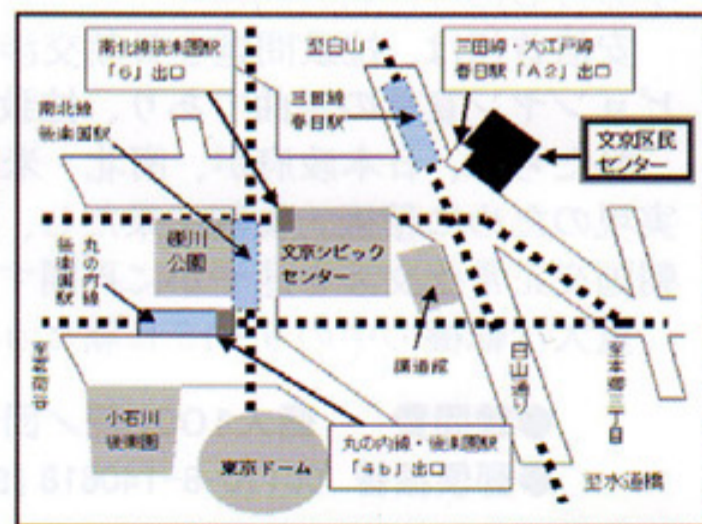 南北線後楽園駅
「6」出口
至白山
三田線・大江戸線
春日駅「A2」出口
南北線
後楽園駅
三田線
春日駅
文京区民
センター
礫川
公園
文京シビック
センター
丸の内線
後楽園駅
講道館
白山通り
至本郷三丁目
小石川
後楽園
東京ドーム
丸の内線・後楽園駅
「4b」出口
至水道橋